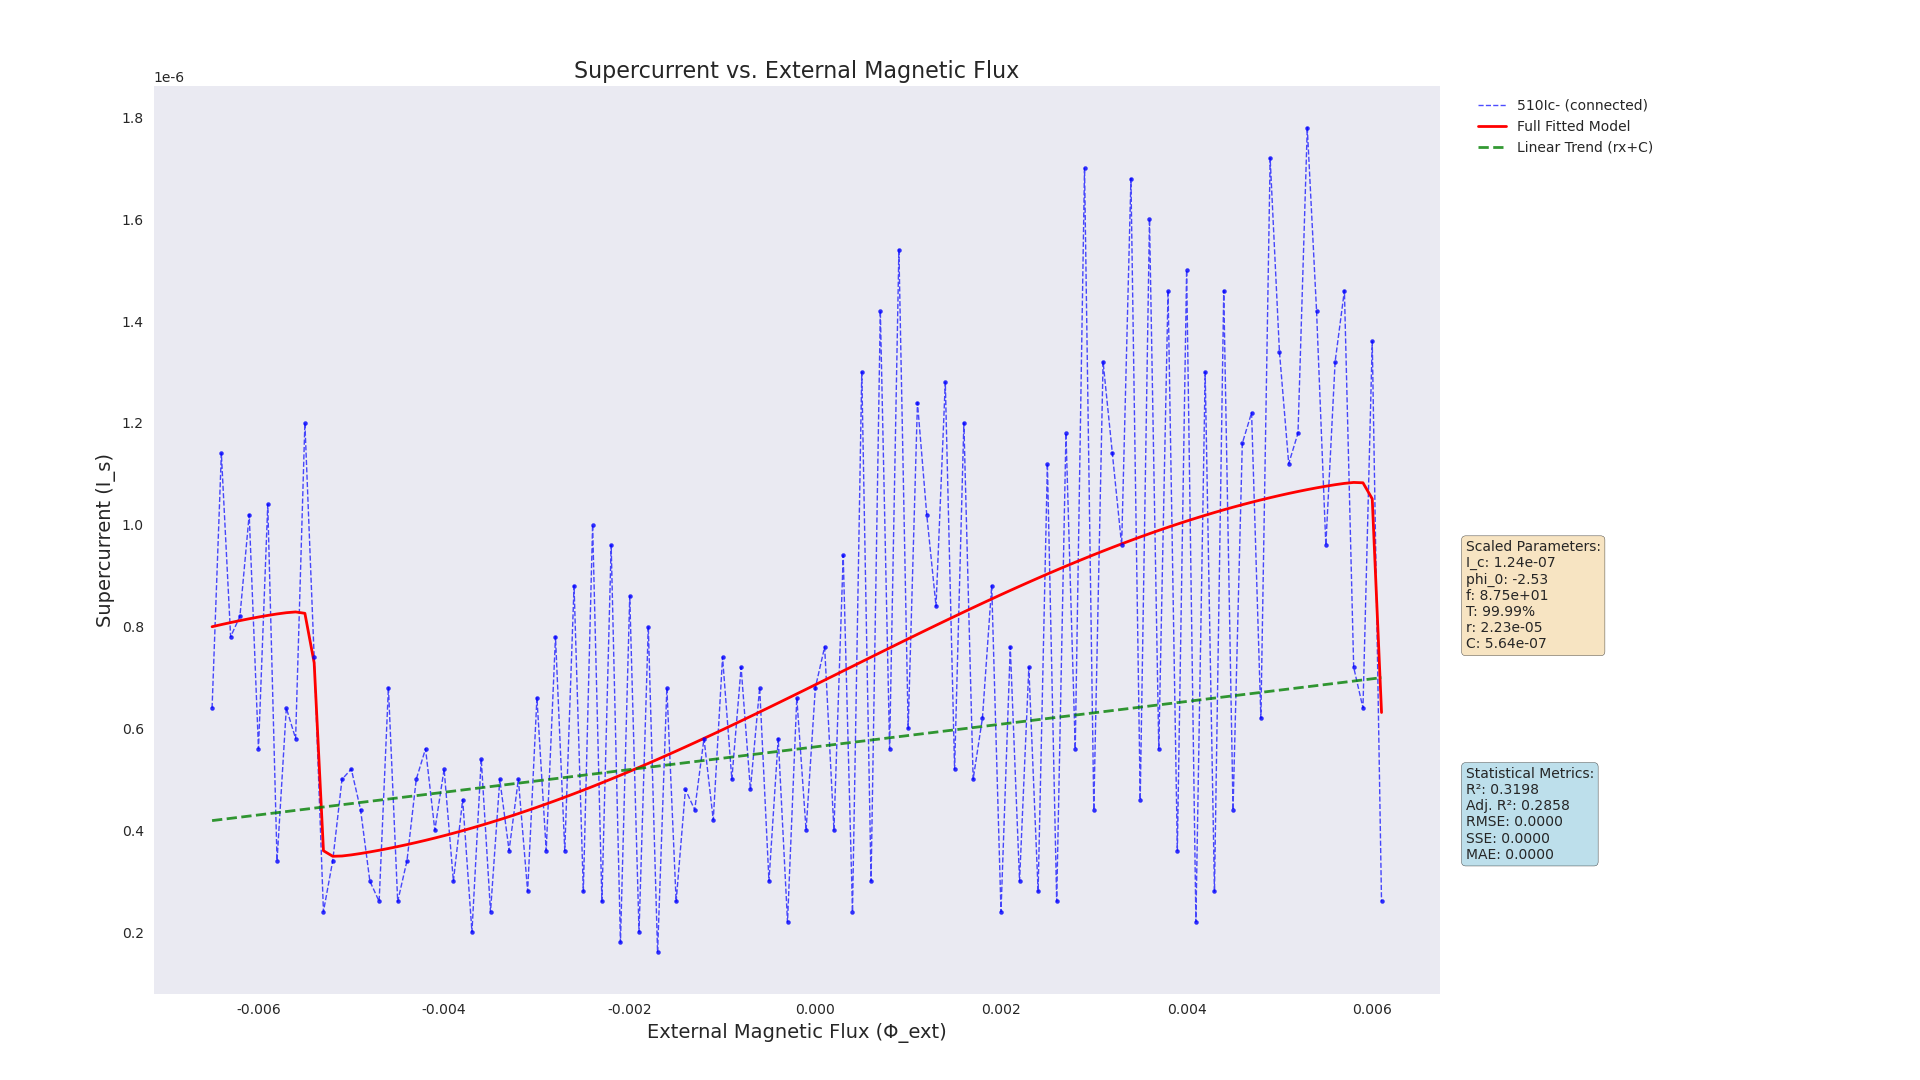 Supercurrent vs. External Magnetic Flux
1e-6
1.8
1.6
1.4
1.2
1.0
0.8
0.6
0.4
0.2
Supercurrent (I_s)
-0.006
-0.004
-0.002
0.000
0.002
0.004
0.006
External Magnetic Flux (Φ_ext)
510Ic- (connected)
Full Fitted Model
Linear Trend (rx+C)
Scaled Parameters:
I_c: 1.24e-07
phi_0: -2.53
f: 8.75e+01
T: 99.99%
r: 2.23e-05
C: 5.64e-07
Statistical Metrics:
R²: 0.3198
Adj. R²: 0.2858
RMSE: 0.0000
SSE: 0.0000
MAE: 0.0000